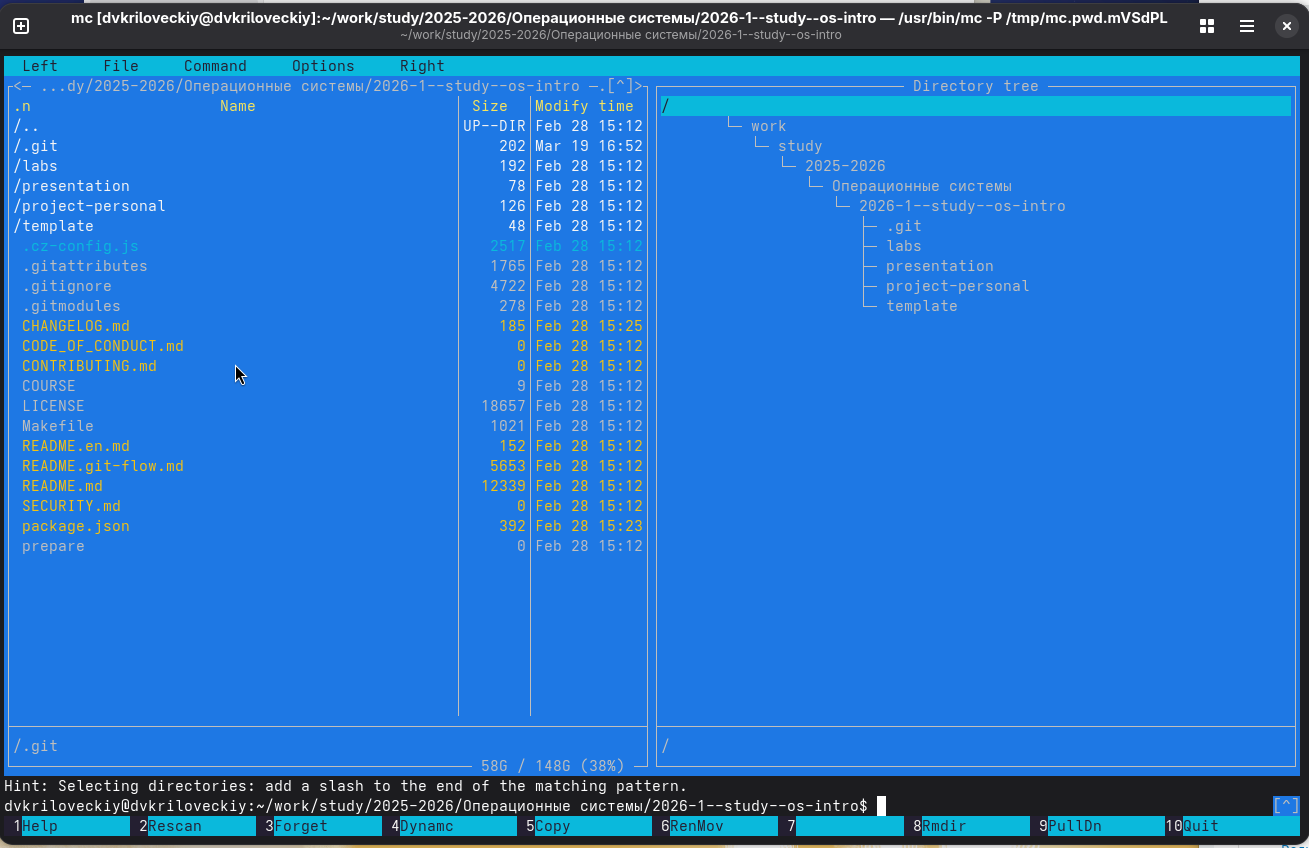 mc [dvkriloveckiy@dvkriloveckiy]:~/work/study/2025-2026/Операционные системы/2026-1--study--os-intro — /usr/bin/mc -P /tmp/mc.pwd.mVSdPL
~/work/study/2025-2026/Операционные системы/2026-1--study--os-intro
Left File Command Options Right
<— ...dy/2025-2026/Операционные системы/2026-1--study--os-intro —.[^]>
.n Name Size Modify time
/.. UP--DIR Feb 28 15:12
/.git 202 Mar 19 16:52
/labs 192 Feb 28 15:12
/presentation 78 Feb 28 15:12
/project-personal 126 Feb 28 15:12
/template 48 Feb 28 15:12
.cz-config.js 2517 Feb 28 15:12
.gitattributes 1765 Feb 28 15:12
.gitignore 4722 Feb 28 15:12
.gitmodules 278 Feb 28 15:12
CHANGELOG.md 185 Feb 28 15:25
CODE_OF_CONDUCT.md 0 Feb 28 15:12
CONTRIBUTING.md 0 Feb 28 15:12
COURSE 9 Feb 28 15:12
LICENSE 18657 Feb 28 15:12
Makefile 1021 Feb 28 15:12
README.en.md 152 Feb 28 15:12
README.git-flow.md 5653 Feb 28 15:12
README.md 12339 Feb 28 15:12
SECURITY.md 0 Feb 28 15:12
package.json 392 Feb 28 15:23
prepare 0 Feb 28 15:12
/.git
58G / 148G (38%)
Directory tree
/
work
study
2025-2026
Операционные системы
2026-1--study--os-intro
.git
labs
presentation
project-personal
template
/
Hint: Selecting directories: add a slash to the end of the matching pattern.
dvkriloveckiy@dvkriloveckiy:~/work/study/2025-2026/Операционные системы/2026-1--study--os-intro$ [^]
1Help 2Rescan 3Forget 4Dynamc 5Copy 6RenMov 7 8Rmdir 9PullDn 10Quit